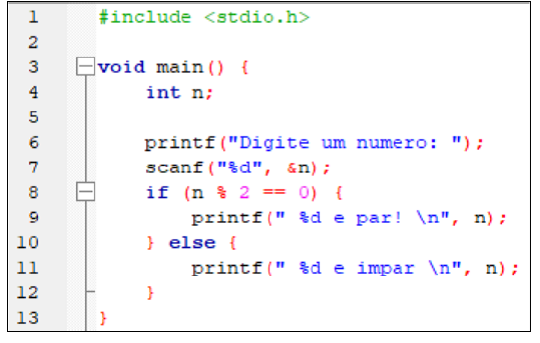 1 #include <stdio.h>
2
3 void main() {
4 int n;
5
6 printf("Digite um numero: ");
7 scanf("%d", &n);
8 if (n % 2 == 0) {
9 printf(" %d e par! \n", n);
10 } else {
11 printf(" %d e impar \n", n);
12 }
13 }